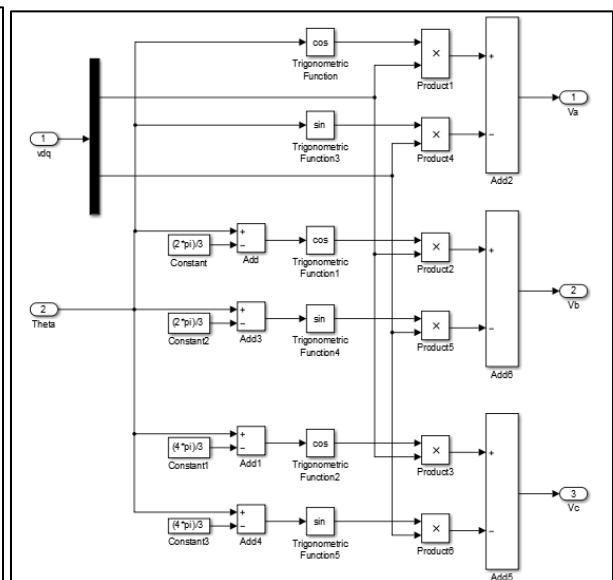 cos
Trigonometric
Function
×
Product1
+
−
Add2
1
Va
1
vdq
sin
Trigonometric
Function3
×
Product4
(2*pi)/3
Constant
+
−
Add
cos
Trigonometric
Function1
×
Product2
+
−
Add6
2
Vb
2
Theta
(2*pi)/3
Constant2
+
−
Add3
sin
Trigonometric
Function4
×
Product5
(4*pi)/3
Constant1
+
−
Add1
cos
Trigonometric
Function2
×
Product3
+
−
Add5
3
Vc
(4*pi)/3
Constant3
+
−
Add4
sin
Trigonometric
Function5
×
Product6